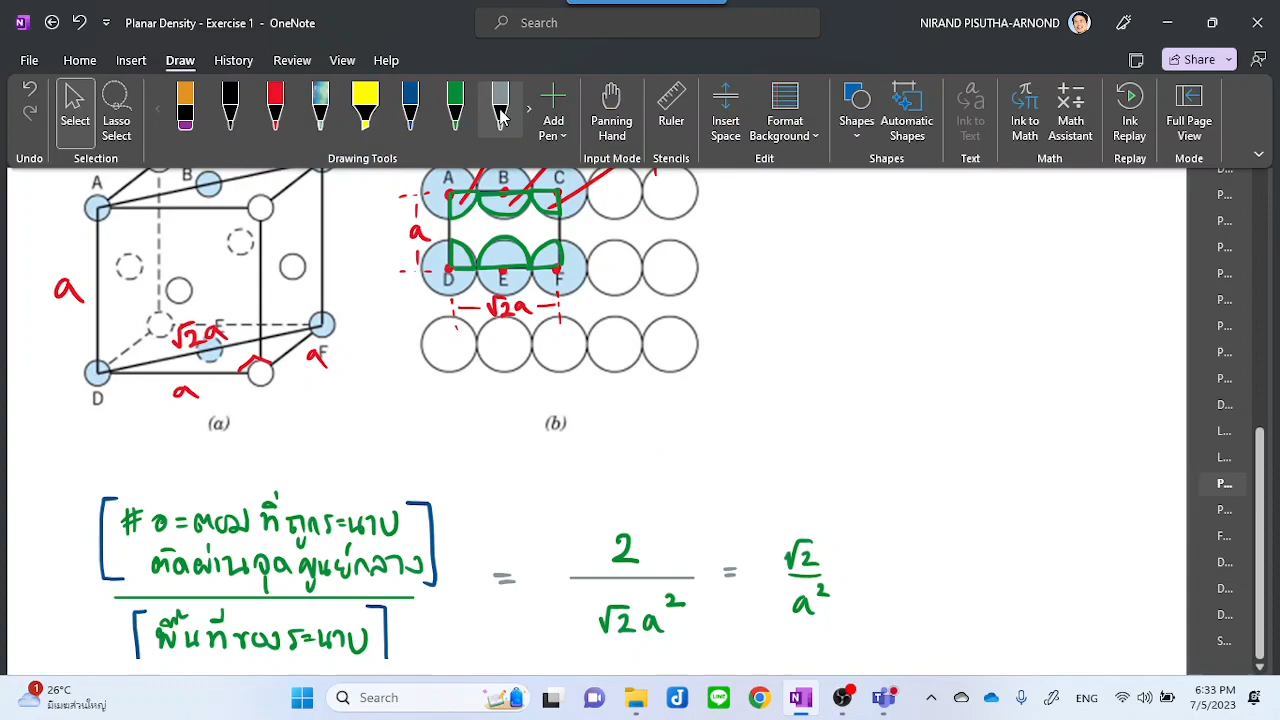 Planar Density - Exercise 1 - OneNote
Search
NIRAND PISUTHA-ARNOND
File Home Insert Draw History Review View Help
Share
Undo
Select
Lasso Select
Selection
Drawing Tools
Add Pen
Panning Hand
Input Mode
Ruler
Stencils
Insert Space
Format Background
Edit
Shapes
Automatic Shapes
Shapes
Ink to Text
Text
Ink to Math
Math Assistant
Math
Ink Replay
Replay
Full Page View
Mode
A B
a
√2a
a
a
D
F
(a)
A B C
a
D E F
√2a
(b)
# อะตอมที่ถูกระนาบ
ตัดผ่านจุดศูนย์กลาง
พื้นที่ของระนาบ
= 2
√2a²
= √2
a²
D...
P...
P...
P...
P...
P...
P...
P...
P...
D...
L...
L...
P...
P...
F...
D...
D...
S...
1
26°C
Search
ENG
6:33 PM
7/5/2023